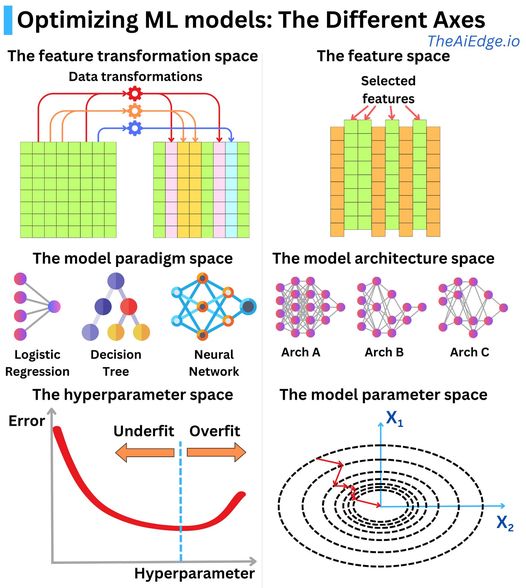 Optimizing ML models: The Different Axes
TheAiEdge.io
The feature transformation space
Data transformations
The feature space
Selected
features
The model paradigm space
Logistic
Regression
Decision
Tree
Neural
Network
The model architecture space
Arch A
Arch B
Arch C
The hyperparameter space
Error
Underfit
Overfit
Hyperparameter
The model parameter space
X₁
X₂